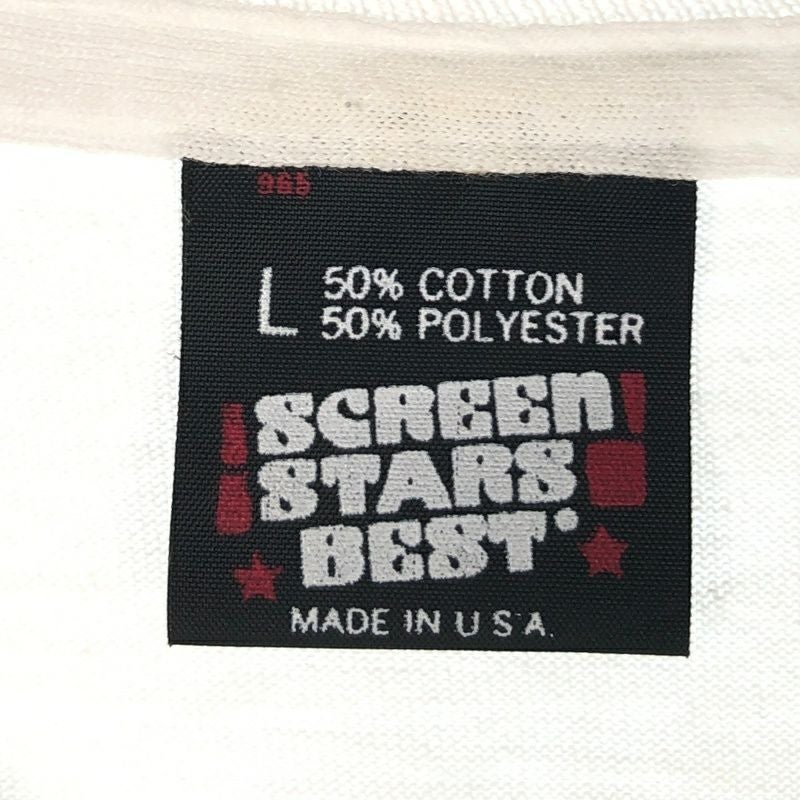 965
L 50% COTTON
50% POLYESTER
SCREEN
STARS
BEST
MADE IN U S A.